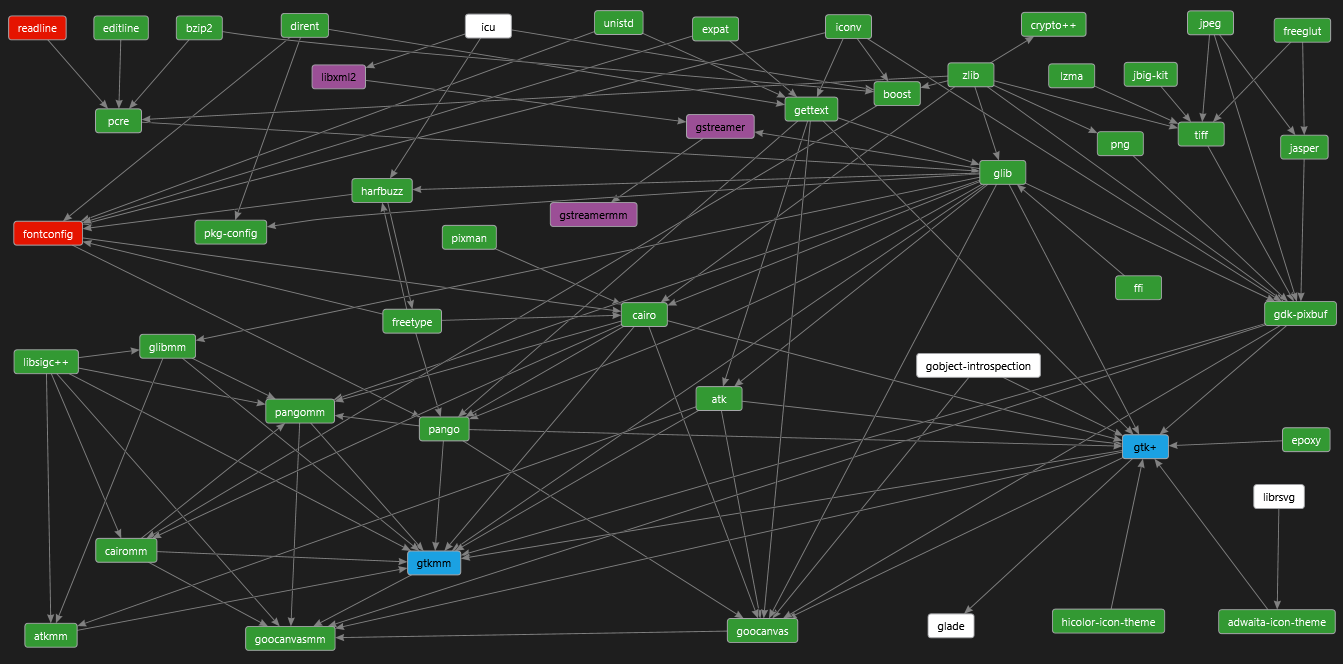 readline
editline
bzip2
dirent
icu
unistd
expat
iconv
crypto++
jpeg
freeglut
libxml2
zlib
lzma
jbig-kit
boost
gettext
pcre
gstreamer
tiff
png
jasper
glib
harfbuzz
gstreamermm
fontconfig
pkg-config
pixman
ffi
cairo
gdk-pixbuf
freetype
glibmm
libsigc++
gobject-introspection
atk
pangomm
pango
gtk+
epoxy
librsvg
cairomm
gtkmm
hicolor-icon-theme
adwaita-icon-theme
glade
goocanvas
atkmm
goocanvasmm